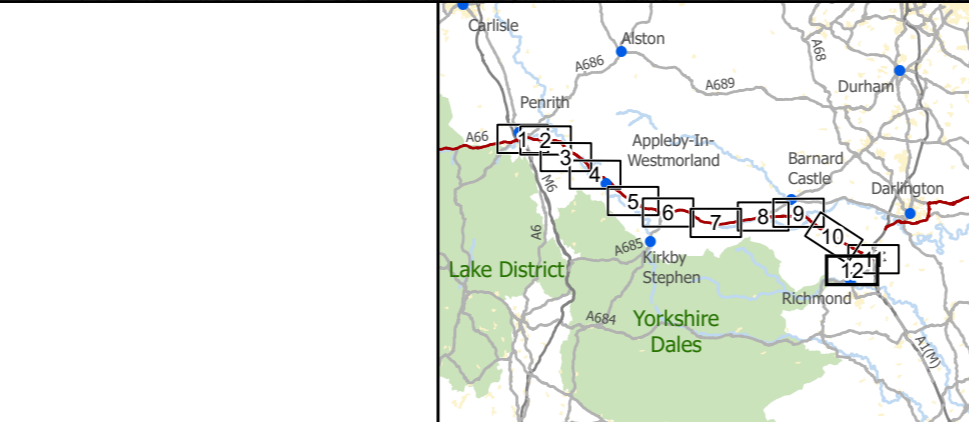 Carlisle
Alston
A68
A686
A689
Durham
Penrith
A66
1
2
3
4
Appleby-In-
Westmorland
Barnard
Castle
Darlington
M6
5
6
7
8
9
10
A6
A685
Kirkby
Stephen
Lake District
12
Richmond
A684
Yorkshire
Dales
A1(M)